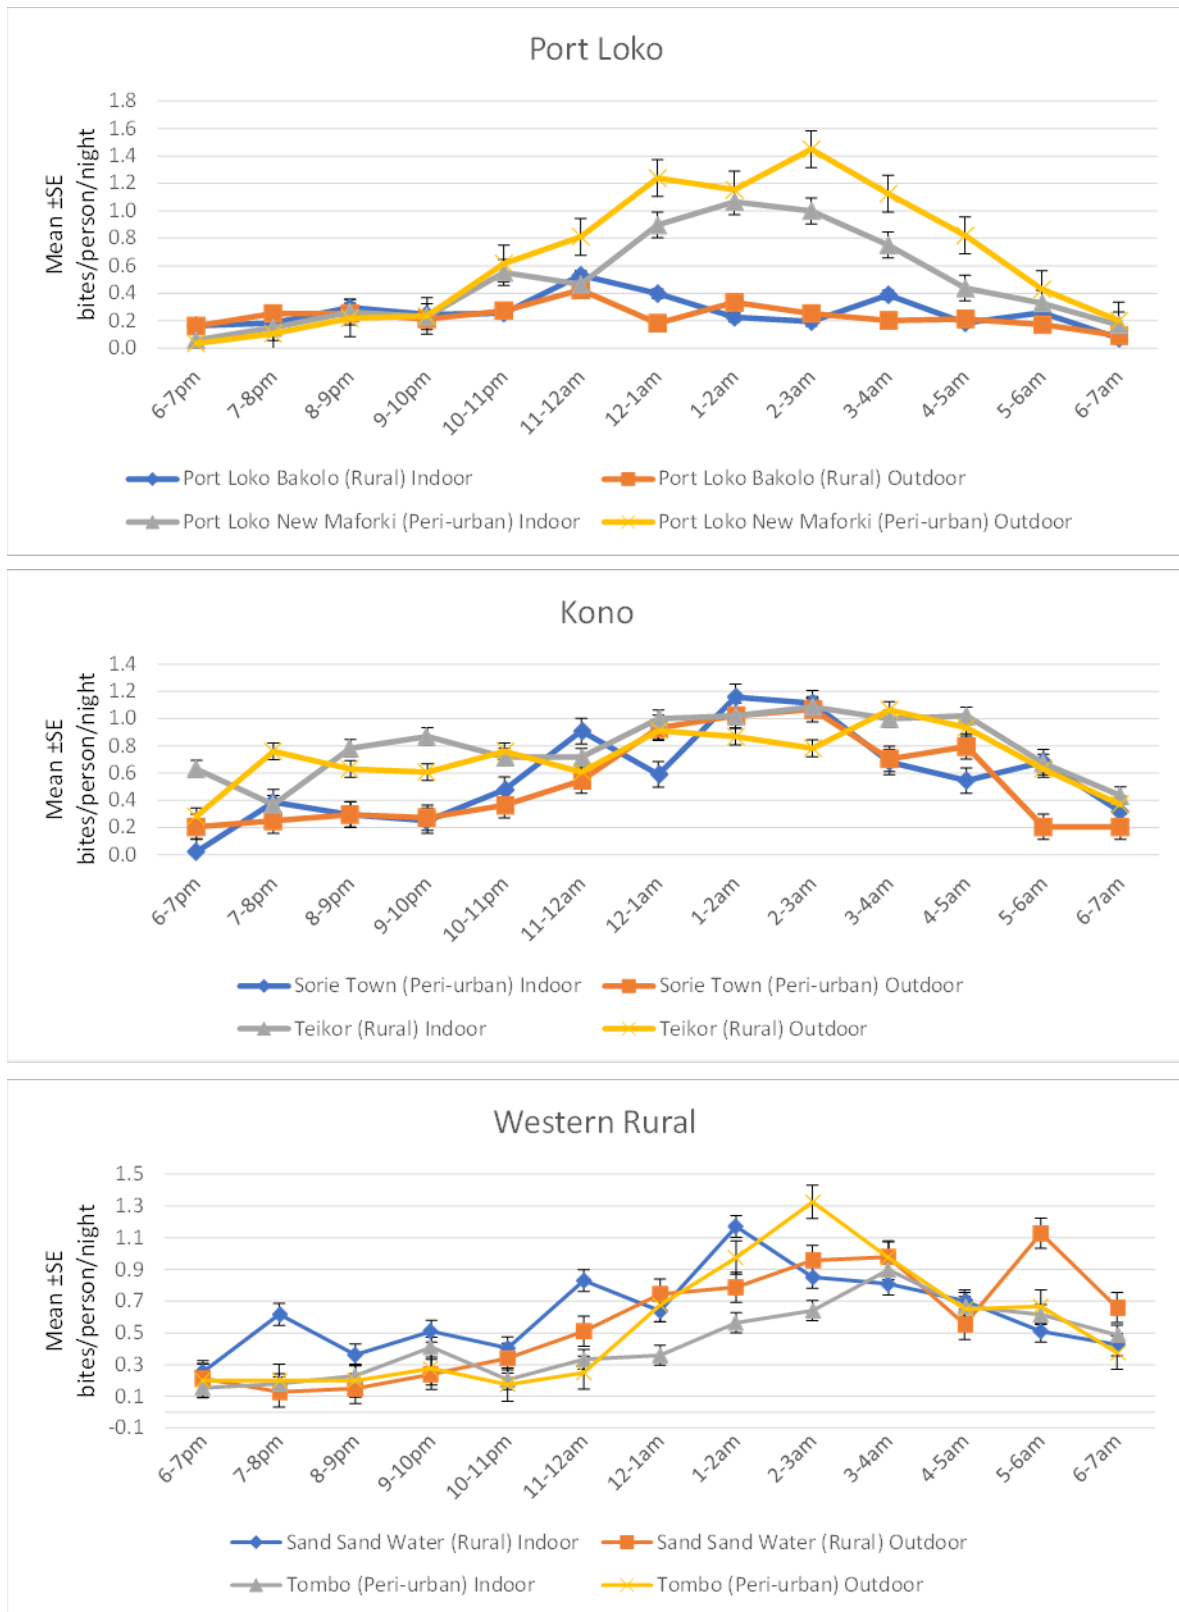 Port Loko
Mean ±SE
bites/person/night
1.8
1.6
1.4
1.2
1.0
0.8
0.6
0.4
0.2
0.0
6-7pm
7-8pm
8-9pm
9-10pm
10-11pm
11-12am
12-1am
1-2am
2-3am
3-4am
4-5am
5-6am
6-7am
Port Loko Bakolo (Rural) Indoor
Port Loko Bakolo (Rural) Outdoor
Port Loko New Maforki (Peri-urban) Indoor
Port Loko New Maforki (Peri-urban) Outdoor
Kono
Mean ±SE
bites/person/night
1.4
1.2
1.0
0.8
0.6
0.4
0.2
0.0
6-7pm
7-8pm
8-9pm
9-10pm
10-11pm
11-12am
12-1am
1-2am
2-3am
3-4am
4-5am
5-6am
6-7am
Sorie Town (Peri-urban) Indoor
Sorie Town (Peri-urban) Outdoor
Teikor (Rural) Indoor
Teikor (Rural) Outdoor
Western Rural
Mean ±SE
bites/person/night
1.5
1.3
1.1
0.9
0.7
0.5
0.3
0.1
-0.1
6-7pm
7-8pm
8-9pm
9-10pm
10-11pm
11-12am
12-1am
1-2am
2-3am
3-4am
4-5am
5-6am
6-7am
Sand Sand Water (Rural) Indoor
Sand Sand Water (Rural) Outdoor
Tombo (Peri-urban) Indoor
Tombo (Peri-urban) Outdoor